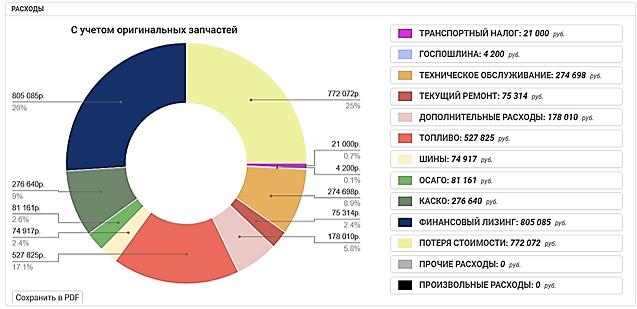 РАСХОДЫ
С учетом оригинальных запчастей
805 085р.
26%
772 072р.
25%
21 000р.
0.7%
4 200р.
0.1%
274 698р.
8.9%
75 314р.
2.4%
178 010р.
5.8%
276 640р.
9%
81 161р.
2.6%
74 917р.
2.4%
527 825р.
17.1%
Сохранить в PDF
ТРАНСПОРТНЫЙ НАЛОГ: 21 000 руб.
ГОСПОШЛИНА: 4 200 руб.
ТЕХНИЧЕСКОЕ ОБСЛУЖИВАНИЕ: 274 698 руб.
ТЕКУЩИЙ РЕМОНТ: 75 314 руб.
ДОПОЛНИТЕЛЬНЫЕ РАСХОДЫ: 178 010 руб.
ТОПЛИВО: 527 825 руб.
ШИНЫ: 74 917 руб.
ОСАГО: 81 161 руб.
КАСКО: 276 640 руб.
ФИНАНСОВЫЙ ЛИЗИНГ: 805 085 руб.
ПОТЕРЯ СТОИМОСТИ: 772 072 руб.
ПРОЧИЕ РАСХОДЫ: 0 руб.
ПРОИЗВОЛЬНЫЕ РАСХОДЫ: 0 руб.